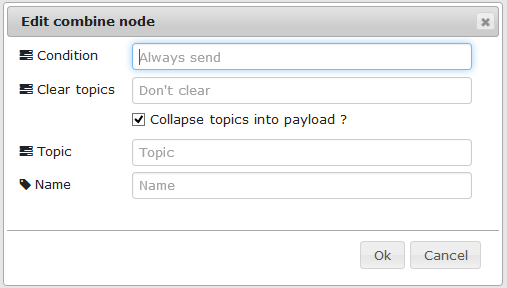 Edit combine node
Condition
Always send
Clear topics
Don't clear
Collapse topics into payload ?
Topic
Topic
Name
Name
Ok
Cancel